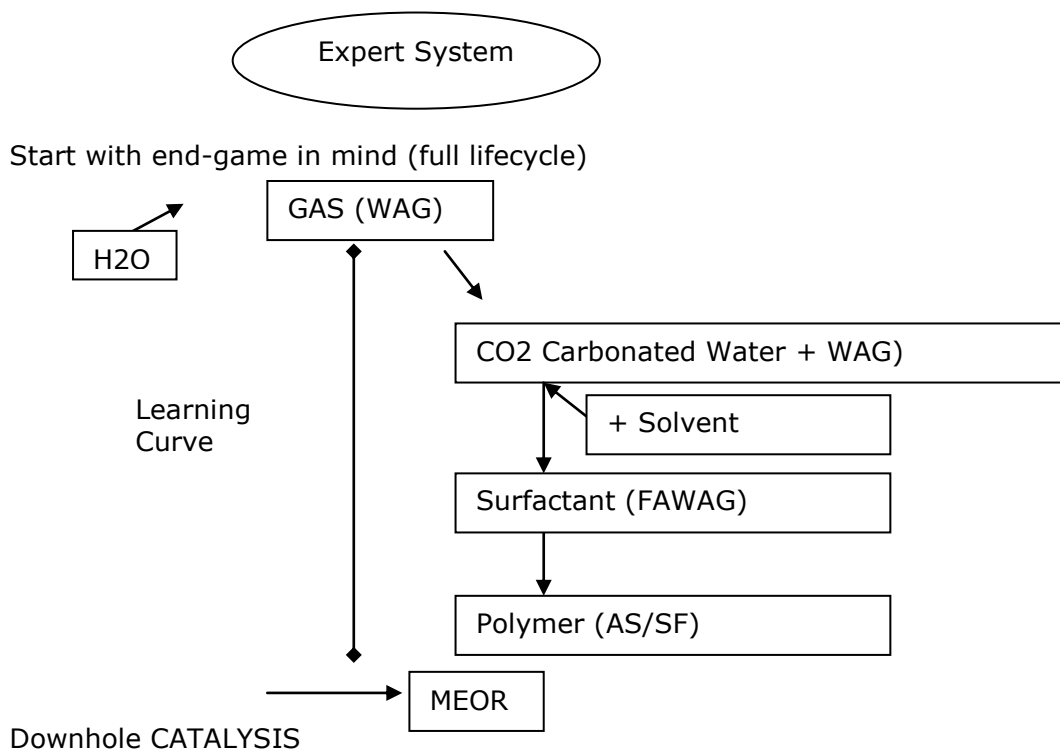 Expert System
Start with end-game in mind (full lifecycle)
GAS (WAG)
H2O
CO2 Carbonated Water + WAG)
Learning
Curve
+ Solvent
Surfactant (FAWAG)
Polymer (AS/SF)
MEOR
Downhole CATALYSIS